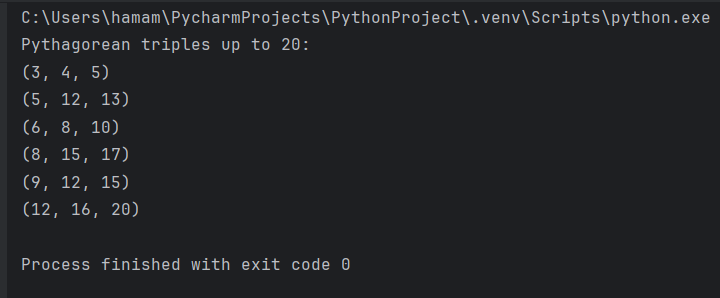 C:\Users\hamam\PycharmProjects\PythonProject\.venv\Scripts\python.exe
Pythagorean triples up to 20:
(3, 4, 5)
(5, 12, 13)
(6, 8, 10)
(8, 15, 17)
(9, 12, 15)
(12, 16, 20)
Process finished with exit code 0